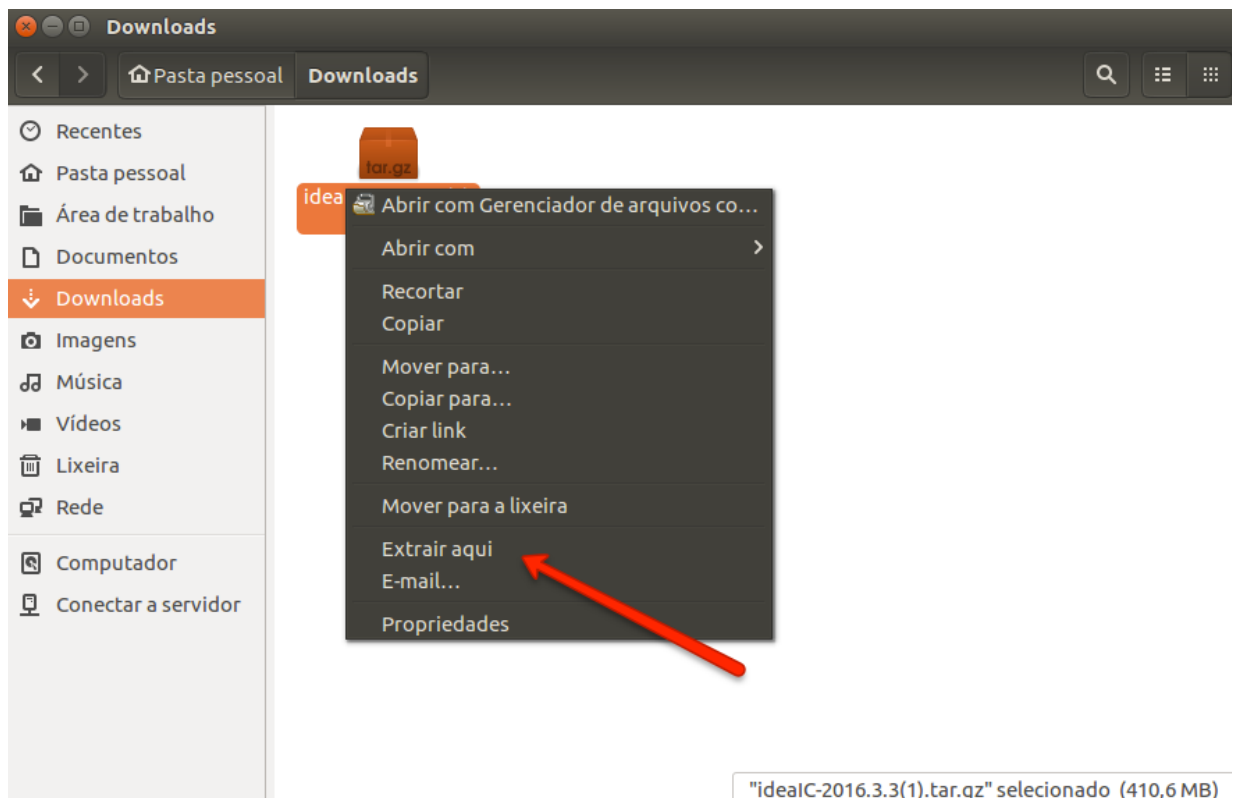 Downloads
Pasta pessoal Downloads
Recentes
Pasta pessoal
Área de trabalho
Documentos
Downloads
Imagens
Música
Vídeos
Lixeira
Rede
Computador
Conectar a servidor
tar.gz
idea
Abrir com Gerenciador de arquivos co...
Abrir com
Recortar
Copiar
Mover para...
Copiar para...
Criar link
Renomear...
Mover para a lixeira
Extrair aqui
E-mail...
Propriedades
"ideaIC-2016.3.3(1).tar.gz" selecionado (410,6 MB)